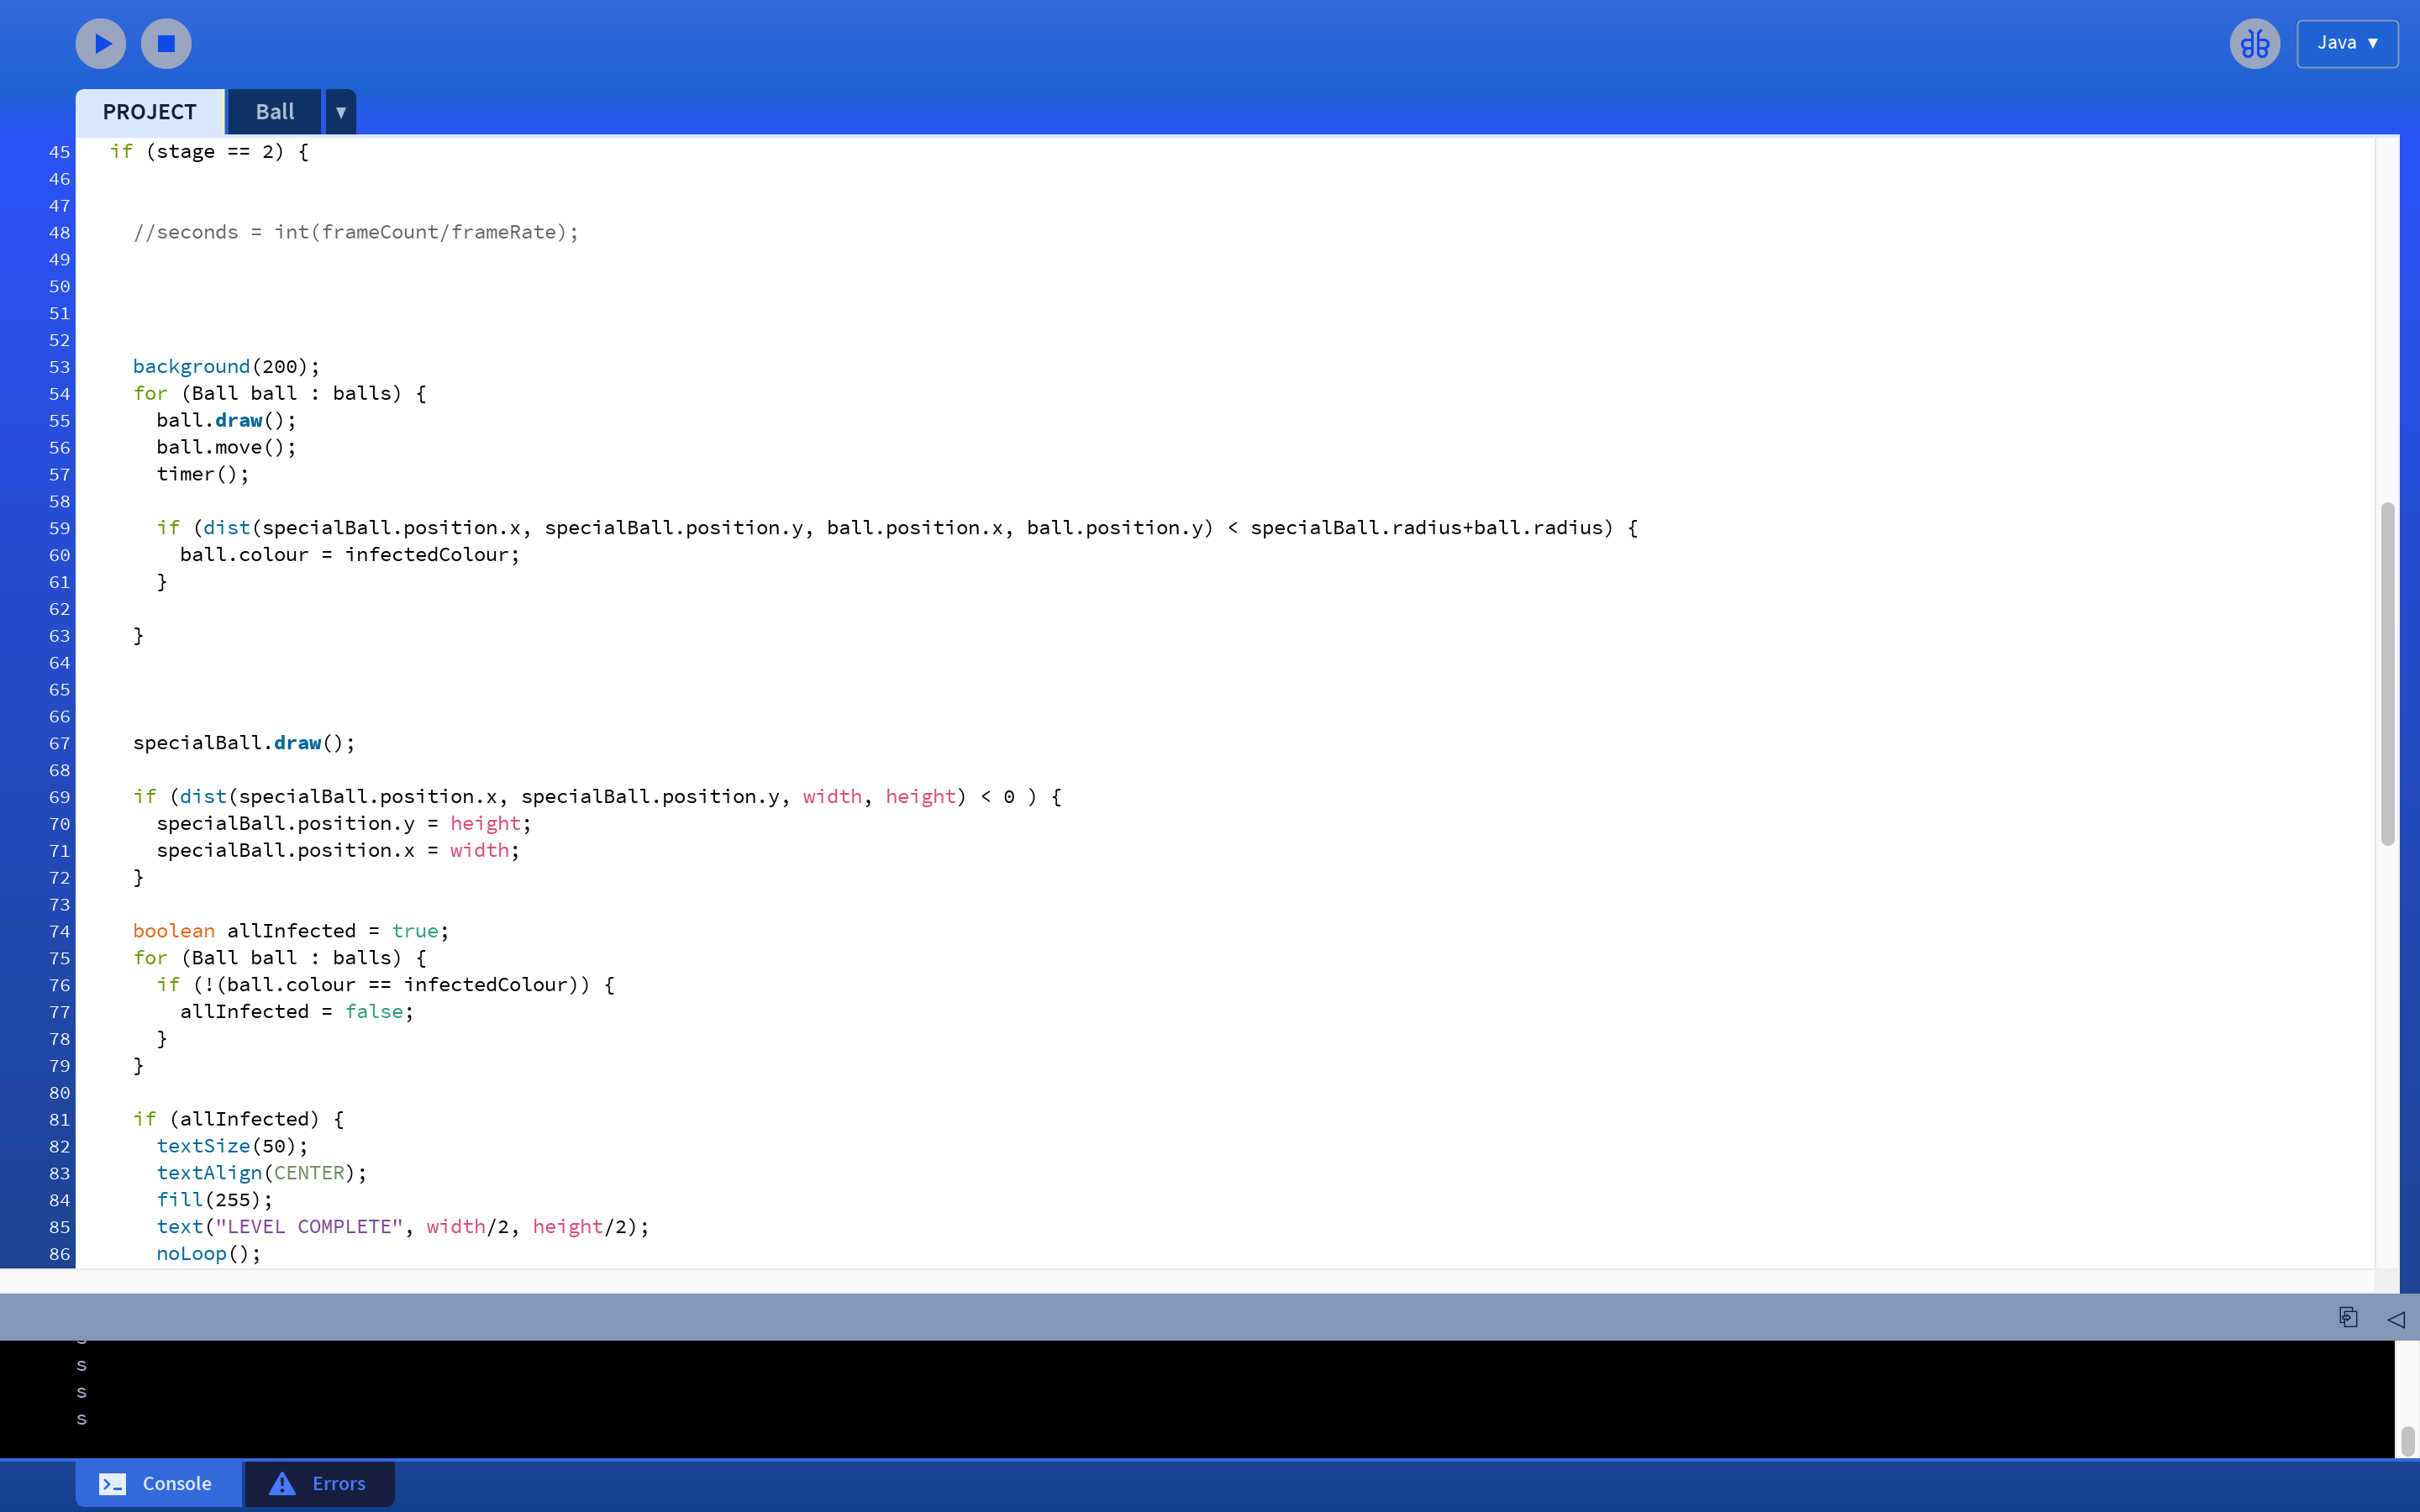 Java ▼
PROJECT Ball ▼
45 if (stage == 2) {
46
47
48 //seconds = int(frameCount/frameRate);
49
50
51
52
53 background(200);
54 for (Ball ball : balls) {
55 ball.draw();
56 ball.move();
57 timer();
58
59 if (dist(specialBall.position.x, specialBall.position.y, ball.position.x, ball.position.y) < specialBall.radius+ball.radius) {
60 ball.colour = infectedColour;
61 }
62
63 }
64
65
66
67 specialBall.draw();
68
69 if (dist(specialBall.position.x, specialBall.position.y, width, height) < 0 ) {
70 specialBall.position.y = height;
71 specialBall.position.x = width;
72 }
73
74 boolean allInfected = true;
75 for (Ball ball : balls) {
76 if (!(ball.colour == infectedColour)) {
77 allInfected = false;
78 }
79 }
80
81 if (allInfected) {
82 textSize(50);
83 textAlign(CENTER);
84 fill(255);
85 text("LEVEL COMPLETE", width/2, height/2);
86 noLoop();
s
s
s
Console Errors